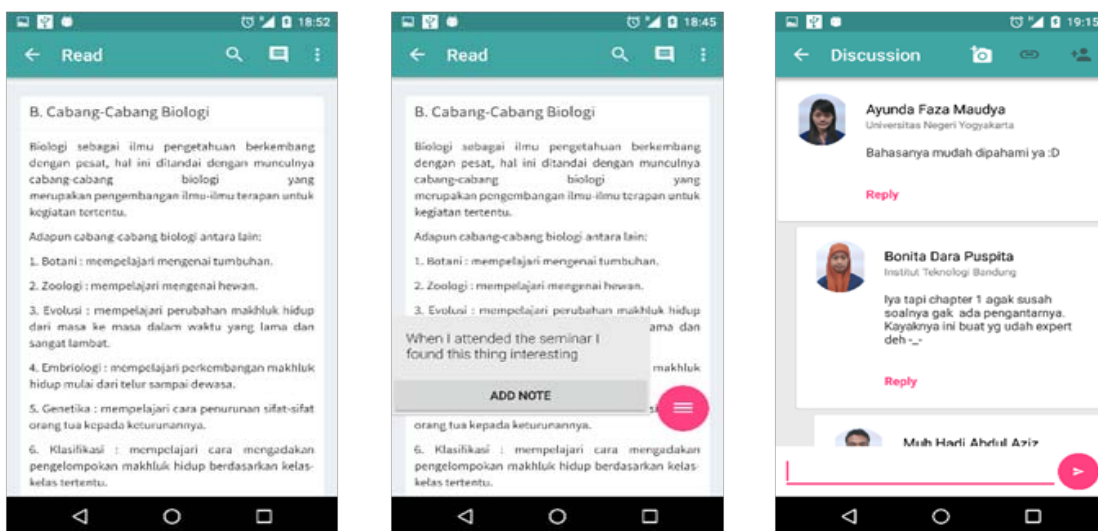 18:52
Read
B. Cabang-Cabang Biologi
Biologi sebagai ilmu pengetahuan berkembang
dengan pesat, hal ini ditandai dengan munculnya
cabang-cabang biologi yang
merupakan pengembangan ilmu-ilmu terapan untuk
kegiatan tertentu.
Adapun cabang-cabang biologi antara lain:
1. Botani : mempelajari mengenai tumbuhan.
2. Zoologi : mempelajari mengenai hewan.
3. Evolusi : mempelajari perubahan makhluk hidup
dari masa ke masa dalam waktu yang lama dan
sangat lambat.
4. Embriologi : mempelajari perkembangan makhluk
hidup mulai dari telur sampai dewasa.
5. Genetika : mempelajari cara penurunan sifat-sifat
orang tua kepada keturunannya.
6. Klasifikasi : mempelajari cara mengadakan
pengelompokan makhluk hidup berdasarkan kelas-
kelas tertentu.
18:45
Read
B. Cabang-Cabang Biologi
Biologi sebagai ilmu pengetahuan berkembang
dengan pesat, hal ini ditandai dengan munculnya
cabang-cabang biologi yang
merupakan pengembangan ilmu-ilmu terapan untuk
kegiatan tertentu.
Adapun cabang-cabang biologi antara lain:
1. Botani : mempelajari mengenai tumbuhan.
2. Zoologi : mempelajari mengenai hewan.
3. Evolusi : mempelajari perubahan makhluk hidup
lama dan
When I attended the seminar I
found this thing interesting
makhluk
ADD NOTE
orang tua kepada keturunannya.
6. Klasifikasi : mempelajari cara mengadakan
pengelompokan makhluk hidup berdasarkan kelas-
kelas tertentu.
19:15
Discussion
Ayunda Faza Maudya
Universitas Negeri Yogyakarta
Bahasanya mudah dipahami ya :D
Reply
Bonita Dara Puspita
Institut Teknologi Bandung
Iya tapi chapter 1 agak susah
soalnya gak ada pengantarnya.
Kayaknya ini buat yg udah expert
deh -_-
Reply
Muh Hadi Abdul Aziz